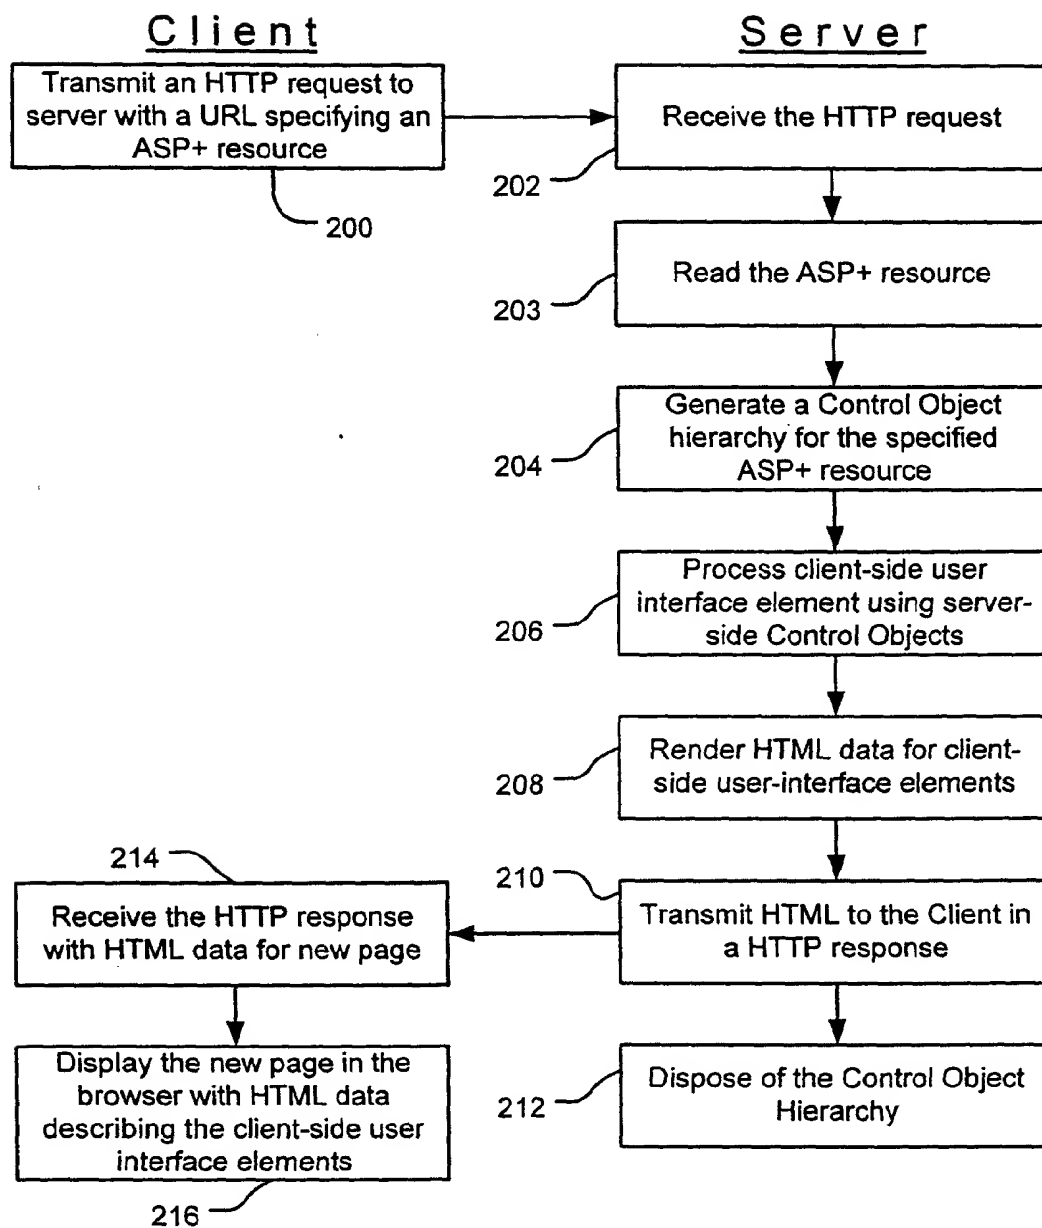 Client
Server
Transmit an HTTP request to
server with a URL specifying an
ASP+ resource
200
Receive the HTTP request
202
Read the ASP+ resource
203
Generate a Control Object
hierarchy for the specified
ASP+ resource
204
Process client-side user
interface element using server-
side Control Objects
206
Render HTML data for client-
side user-interface elements
208
214
Receive the HTTP response
with HTML data for new page
210
Transmit HTML to the Client in
a HTTP response
Display the new page in the
browser with HTML data
describing the client-side user
interface elements
216
Dispose of the Control Object
Hierarchy
212